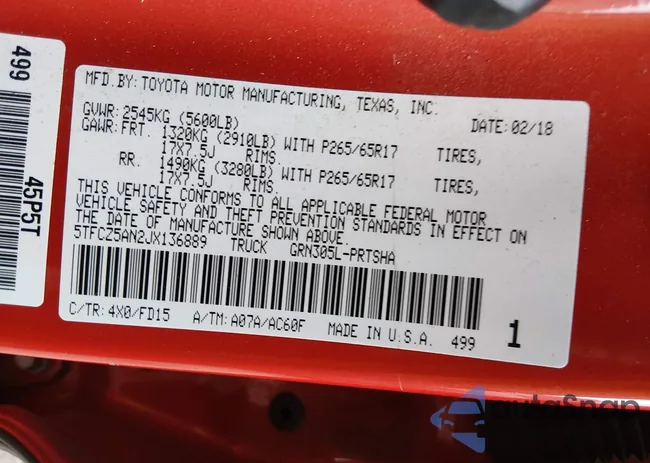 499
45P5T
MFD.BY:TOYOTA MOTOR MANUFACTURING, TEXAS, INC.
GVWR:2545KG (5600LB) DATE:02/18
GAWR:FRT. 1320KG (2910LB) WITH P265/65R17 TIRES,
17X7.5J RIMS.
RR. 1490KG (3280LB) WITH P265/65R17 TIRES,
17X7.5J RIMS.
THIS VEHICLE CONFORMS TO ALL APPLICABLE FEDERAL MOTOR
VEHICLE SAFETY AND THEFT PREVENTION STANDARDS IN EFFECT ON
THE DATE OF MANUFACTURE SHOWN ABOVE.
5TFCZ5AN2JX136889 TRUCK GRN305L-PRTSHA
C/TR:4X0/FD15 A/TM:A07A/AC60F MADE IN U.S.A. 499 1
autoSnap